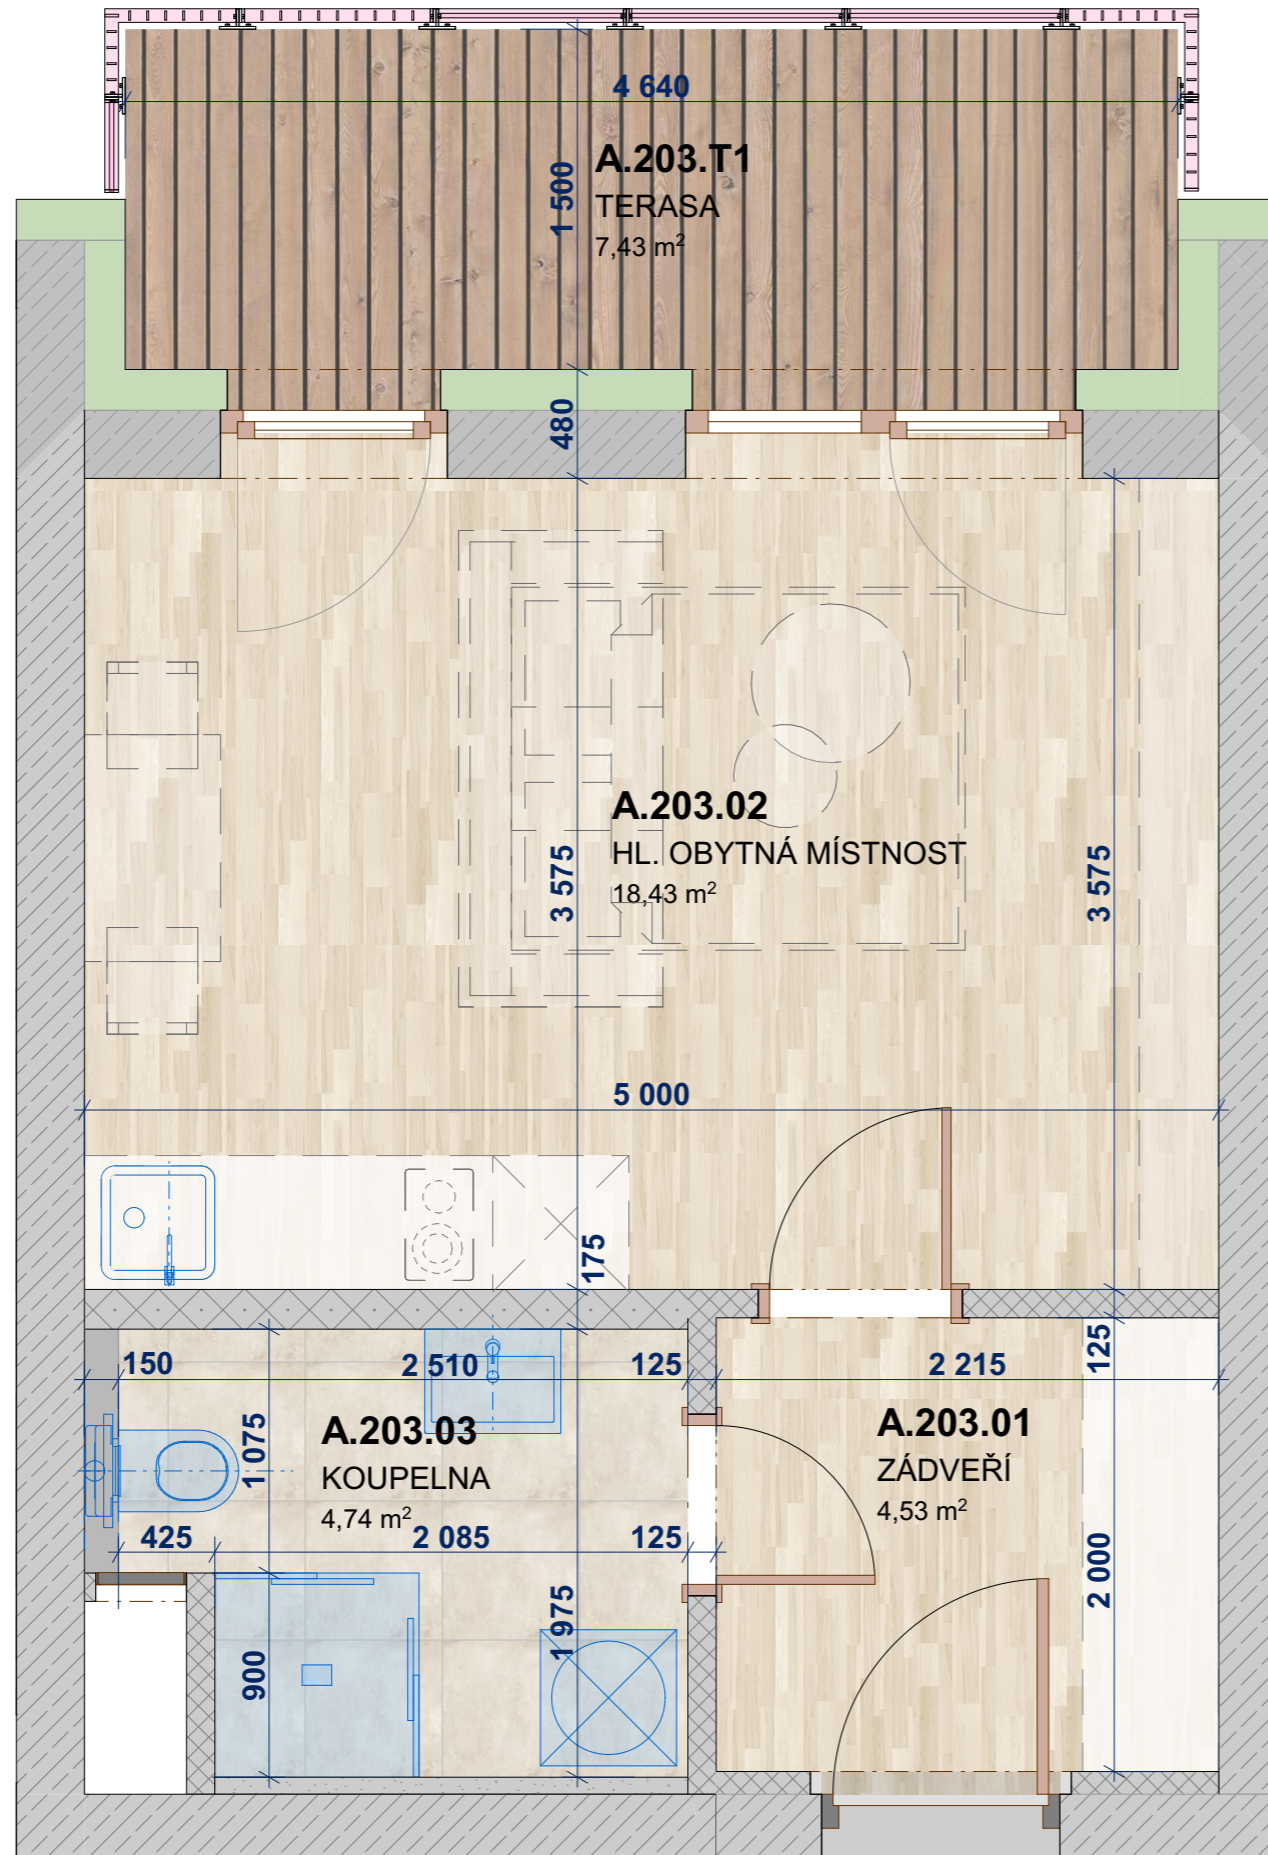 4 640
A.203.T1
TERASA
7,43 m²
1 500
480
A.203.02
HL. OBYTNÁ MÍSTNOST
18,43 m²
3 575
3 575
5 000
175
150
2 510
125
2 215
125
1 075
A.203.03
KOUPELNA
4,74 m²
A.203.01
ZÁDVEŘÍ
4,53 m²
425
2 085
125
2 000
1 975
900